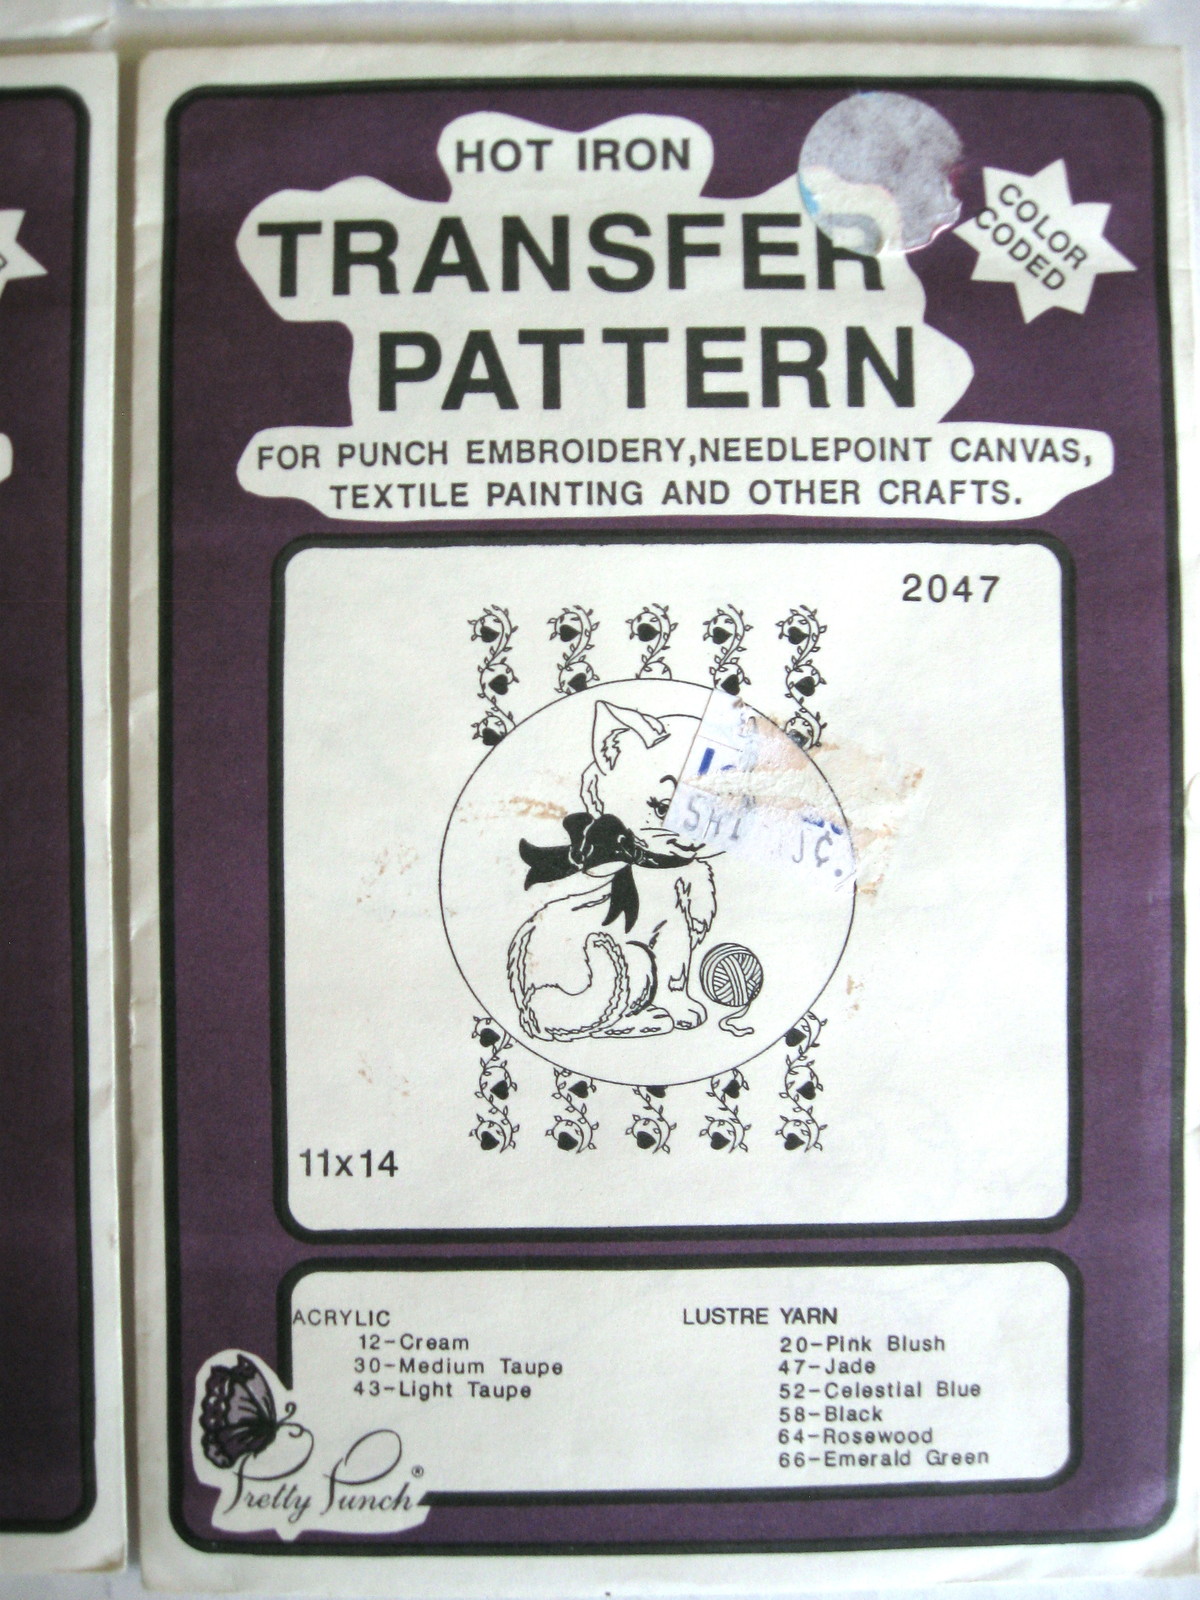 HOT IRON
TRANSFER
PATTERN
COLOR
CODED
FOR PUNCH EMBROIDERY,NEEDLEPOINT CANVAS,
TEXTILE PAINTING AND OTHER CRAFTS.
2047
11x14
ACRYLIC
12-Cream
30-Medium Taupe
43-Light Taupe
LUSTRE YARN
20-Pink Blush
47-Jade
52-Celestial Blue
58-Black
64-Rosewood
66-Emerald Green
Pretty Punch®